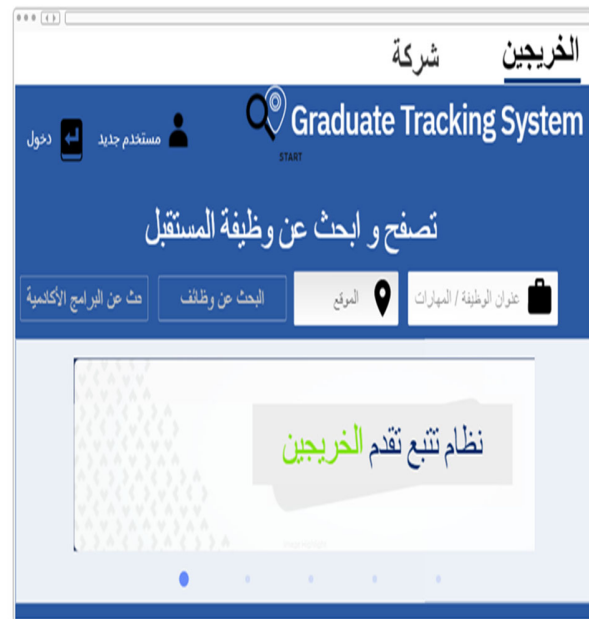 الخريجين
شركة
Graduate Tracking System
START
مستخدم جديد
دخول
تصفح و ابحث عن وظيفة المستقبل
عنوان الوظيفة / المهارات
الموقع
البحث عن وظائف
حث عن البرامج الأكادمية
نظام تتبع تقدم الخريجين